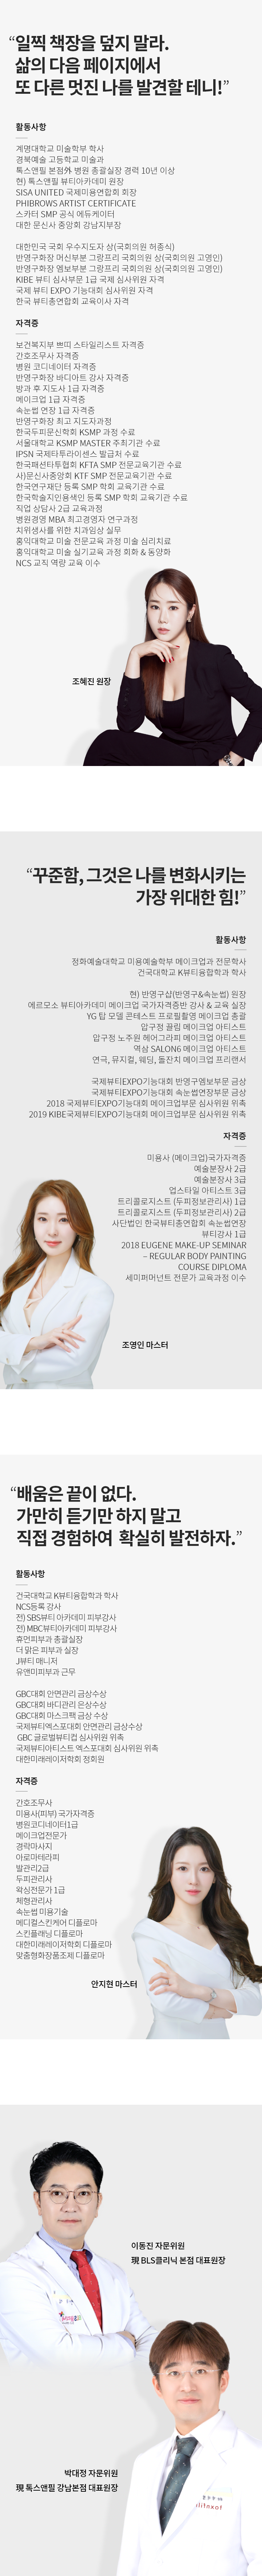 “일찍 책장을 덮지 말라.
삶의 다음 페이지에서
또 다른 멋진 나를 발견할 테니!”
활동사항
계명대학교 미술학부 학사
경북예술 고등학교 미술과
톡스앤필 본점外 병원 총괄실장 경력 10년 이상
현) 톡스앤필 뷰티아카데미 원장
SISA UNITED 국제미용연합회 회장
PHIBROWS ARTIST CERTIFICATE
스카터 SMP 공식 에듀케이터
대한 문신사 중앙회 강남지부장
대한민국 국회 우수지도자 상(국회의원 허종식)
반영구화장 머신부분 그랑프리 국회의원 상(국회의원 고영인)
반영구화장 엠보부분 그랑프리 국회의원 상(국회의원 고영인)
KIBE 뷰티 심사부문 1급 국제 심사위원 자격
국제 뷰티 EXPO 기능대회 심사위원 자격
한국 뷰티총연합회 교육이사 자격
자격증
보건복지부 쁘띠 스타일리스트 자격증
간호조무사 자격증
병원 코디네이터 자격증
반영구화장 바디아트 강사 자격증
방과 후 지도사 1급 자격증
메이크업 1급 자격증
속눈썹 연장 1급 자격증
반영구화장 최고 지도자과정
한국두피문신학회 KSMP 과정 수료
서울대학교 KSMP MASTER 주최기관 수료
IPSN 국제타투라이센스 발급처 수료
한국패션타투협회 KFTA SMP 전문교육기관 수료
사)문신사중앙회 KTF SMP 전문교육기관 수료
한국연구재단 등록 SMP 학회 교육기관 수료
한국학술지인용색인 등록 SMP 학회 교육기관 수료
직업 상담사 2급 교육과정
병원경영 MBA 최고경영자 연구과정
치위생사를 위한 치과임상 실무
홍익대학교 미술 전문교육 과정 미술 심리치료
홍익대학교 미술 실기교육 과정 회화 & 동양화
NCS 교직 역량 교육 이수
조혜진 원장
“꾸준함, 그것은 나를 변화시키는
가장 위대한 힘!”
활동사항
정화예술대학교 미용예술학부 메이크업과 전문학사
건국대학교 K뷰티융합학과 학사
현) 반영구샵(반영구&속눈썹) 원장
에르모소 뷰티아카데미 메이크업 국가자격증반 강사 & 교육 실장
YG 탑 모델 콘테스트 프로필촬영 메이크업 총괄
압구정 끌림 메이크업 아티스트
압구정 노주원 헤어그라피 메이크업 아티스트
역삼 SALON6 메이크업 아티스트
연극, 뮤지컬, 웨딩, 돌잔치 메이크업 프리랜서
국제뷰티EXPO기능대회 반영구엠보부문 금상
국제뷰티EXPO기능대회 속눈썹연장부문 금상
2018 국제뷰티EXPO기능대회 메이크업부문 심사위원 위촉
2019 KIBE국제뷰티EXPO기능대회 메이크업부문 심사위원 위촉
자격증
미용사 (메이크업)국가자격증
예술분장사 2급
예술분장사 3급
업스타일 아티스트 3급
트리콜로지스트 (두피정보관리사) 1급
트리콜로지스트 (두피정보관리사) 2급
사단법인 한국뷰티총연합회 속눈썹연장
뷰티강사 1급
2018 EUGENE MAKE-UP SEMINAR
– REGULAR BODY PAINTING
COURSE DIPLOMA
세미퍼머넌트 전문가 교육과정 이수
조영인 마스터
“배움은 끝이 없다.
가만히 듣기만 하지 말고
직접 경험하여 확실히 발전하자.”
활동사항
건국대학교 K뷰티융합학과 학사
NCS등록 강사
전) SBS뷰티 아카데미 피부강사
전) MBC뷰티아카데미 피부강사
휴먼피부과 총괄실장
더 맑은 피부과 실장
J뷰티 매니저
유앤미피부과 근무
GBC대회 안면관리 금상수상
GBC대회 바디관리 은상수상
GBC대회 마스크팩 금상 수상
국제뷰티엑스포대회 안면관리 금상수상
GBC 글로벌뷰티컵 심사위원 위촉
국제뷰티아티스트 엑스포대회 심사위원 위촉
대한미래레이저학회 정회원
자격증
간호조무사
미용사(피부) 국가자격증
병원코디네이터1급
메이크업전문가
경락마사지
아로마테라피
발관리2급
두피관리사
왁싱전문가 1급
체형관리사
속눈썹 미용기술
메디컬스킨케어 디플로마
스킨플래닝 디플로마
대한미래레이저학회 디플로마
맞춤형화장품조제 디플로마
안지현 마스터
이동진 자문위원
現 BLS클리닉 본점 대표원장
박대정 자문위원
現 톡스앤필 강남본점 대표원장